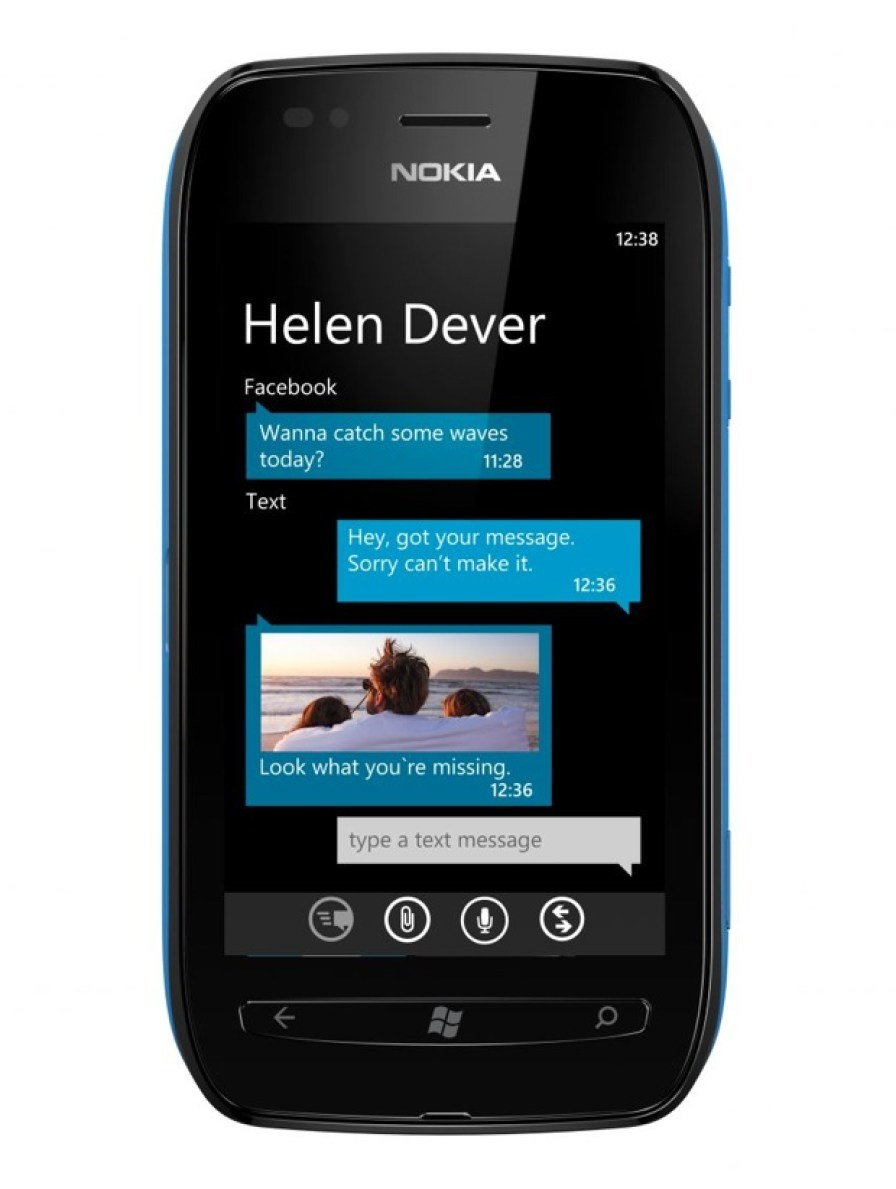 NOKIA
12:38
Helen Dever
Facebook
Wanna catch some waves
today?
11:28
Text
Hey, got your message.
Sorry can't make it.
12:36
Look what you`re missing.
12:36
type a text message